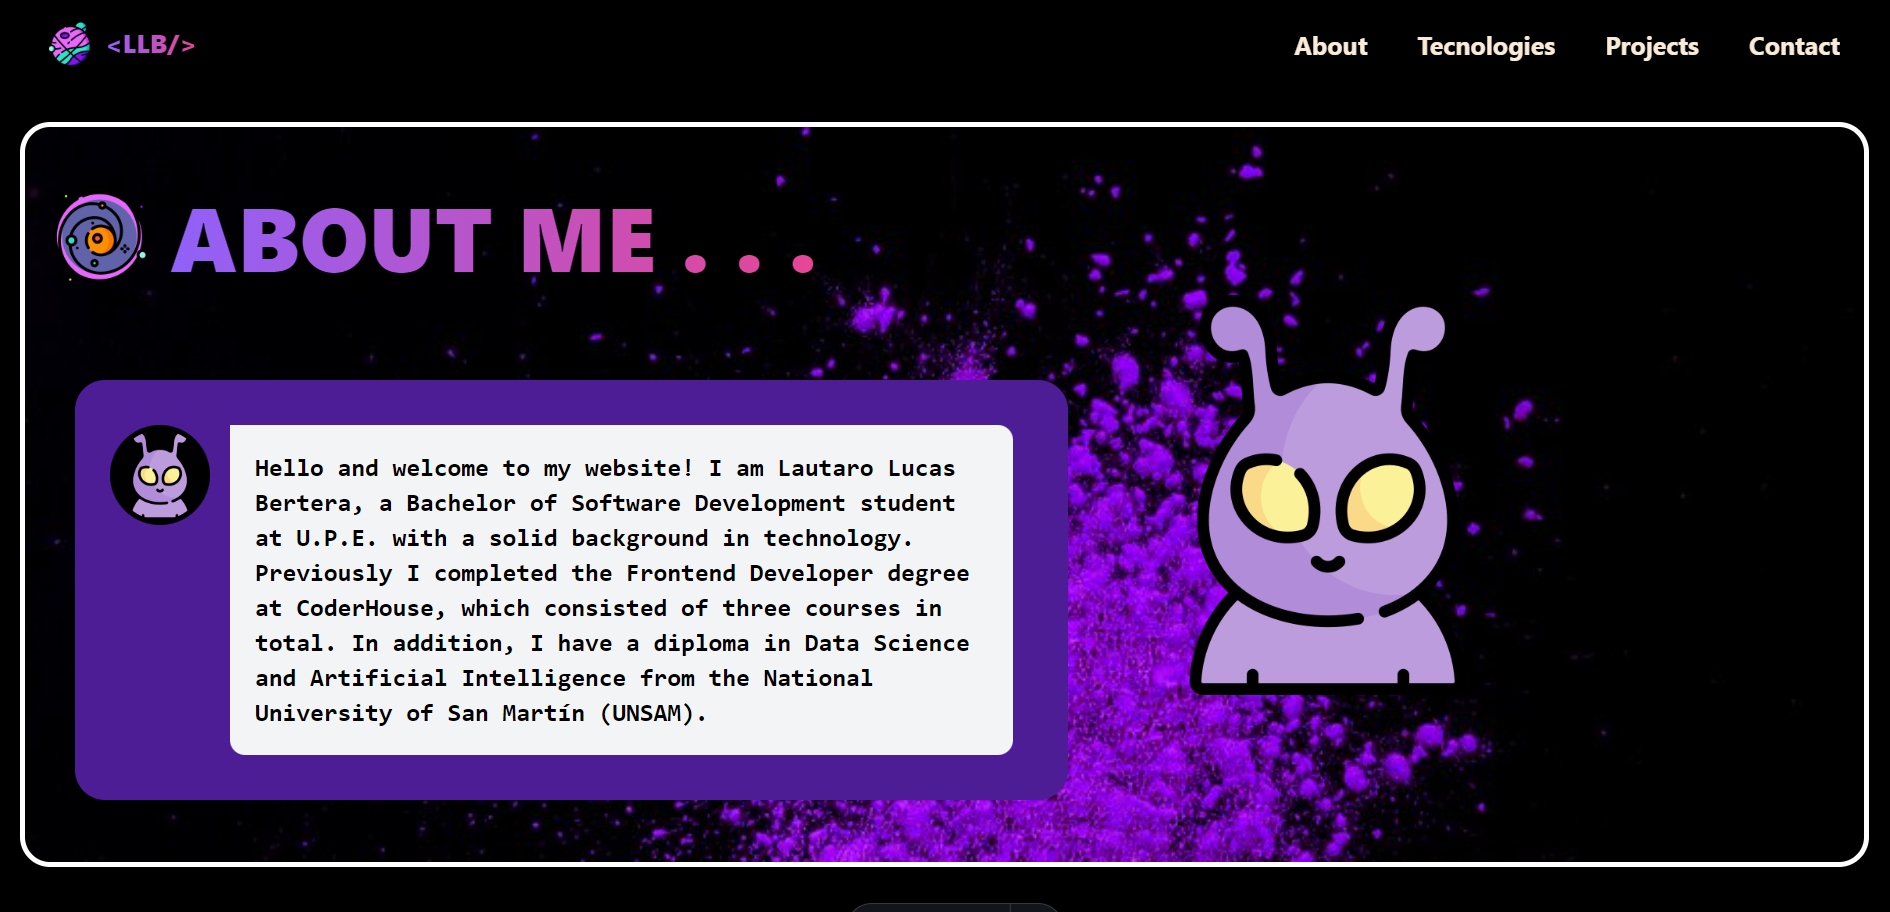 <LLB/>
About
Tecnologies
Projects
Contact
ABOUT ME . . .
Hello and welcome to my website! I am Lautaro Lucas
Bertera, a Bachelor of Software Development student
at U.P.E. with a solid background in technology.
Previously I completed the Frontend Developer degree
at CoderHouse, which consisted of three courses in
total. In addition, I have a diploma in Data Science
and Artificial Intelligence from the National
University of San Martín (UNSAM).